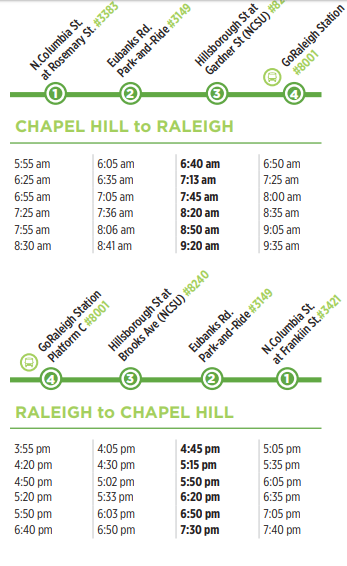 N.Columbia St.
at Rosemary St. #3383
Eubanks Rd.
Park-and-Ride #3149
Hillsborough St at
Gardner St (NCSU)
GoRaleigh Station
#8001
1 2 3 4
CHAPEL HILL to RALEIGH
5:55 am 6:05 am 6:40 am 6:50 am
6:25 am 6:35 am 7:13 am 7:25 am
6:55 am 7:05 am 7:45 am 8:00 am
7:25 am 7:36 am 8:20 am 8:35 am
7:55 am 8:06 am 8:50 am 9:05 am
8:30 am 8:41 am 9:20 am 9:35 am
GoRaleigh Station
Platform C #8001
Hillsborough St at
Brooks Ave (NCSU) #8240
Eubanks Rd.
Park-and-Ride #3149
N.Columbia St.
at Franklin St. #3421
4 3 2 1
RALEIGH to CHAPEL HILL
3:55 pm 4:05 pm 4:45 pm 5:05 pm
4:20 pm 4:30 pm 5:15 pm 5:35 pm
4:50 pm 5:02 pm 5:50 pm 6:05 pm
5:20 pm 5:33 pm 6:20 pm 6:35 pm
5:50 pm 6:03 pm 6:50 pm 7:05 pm
6:40 pm 6:50 pm 7:30 pm 7:40 pm